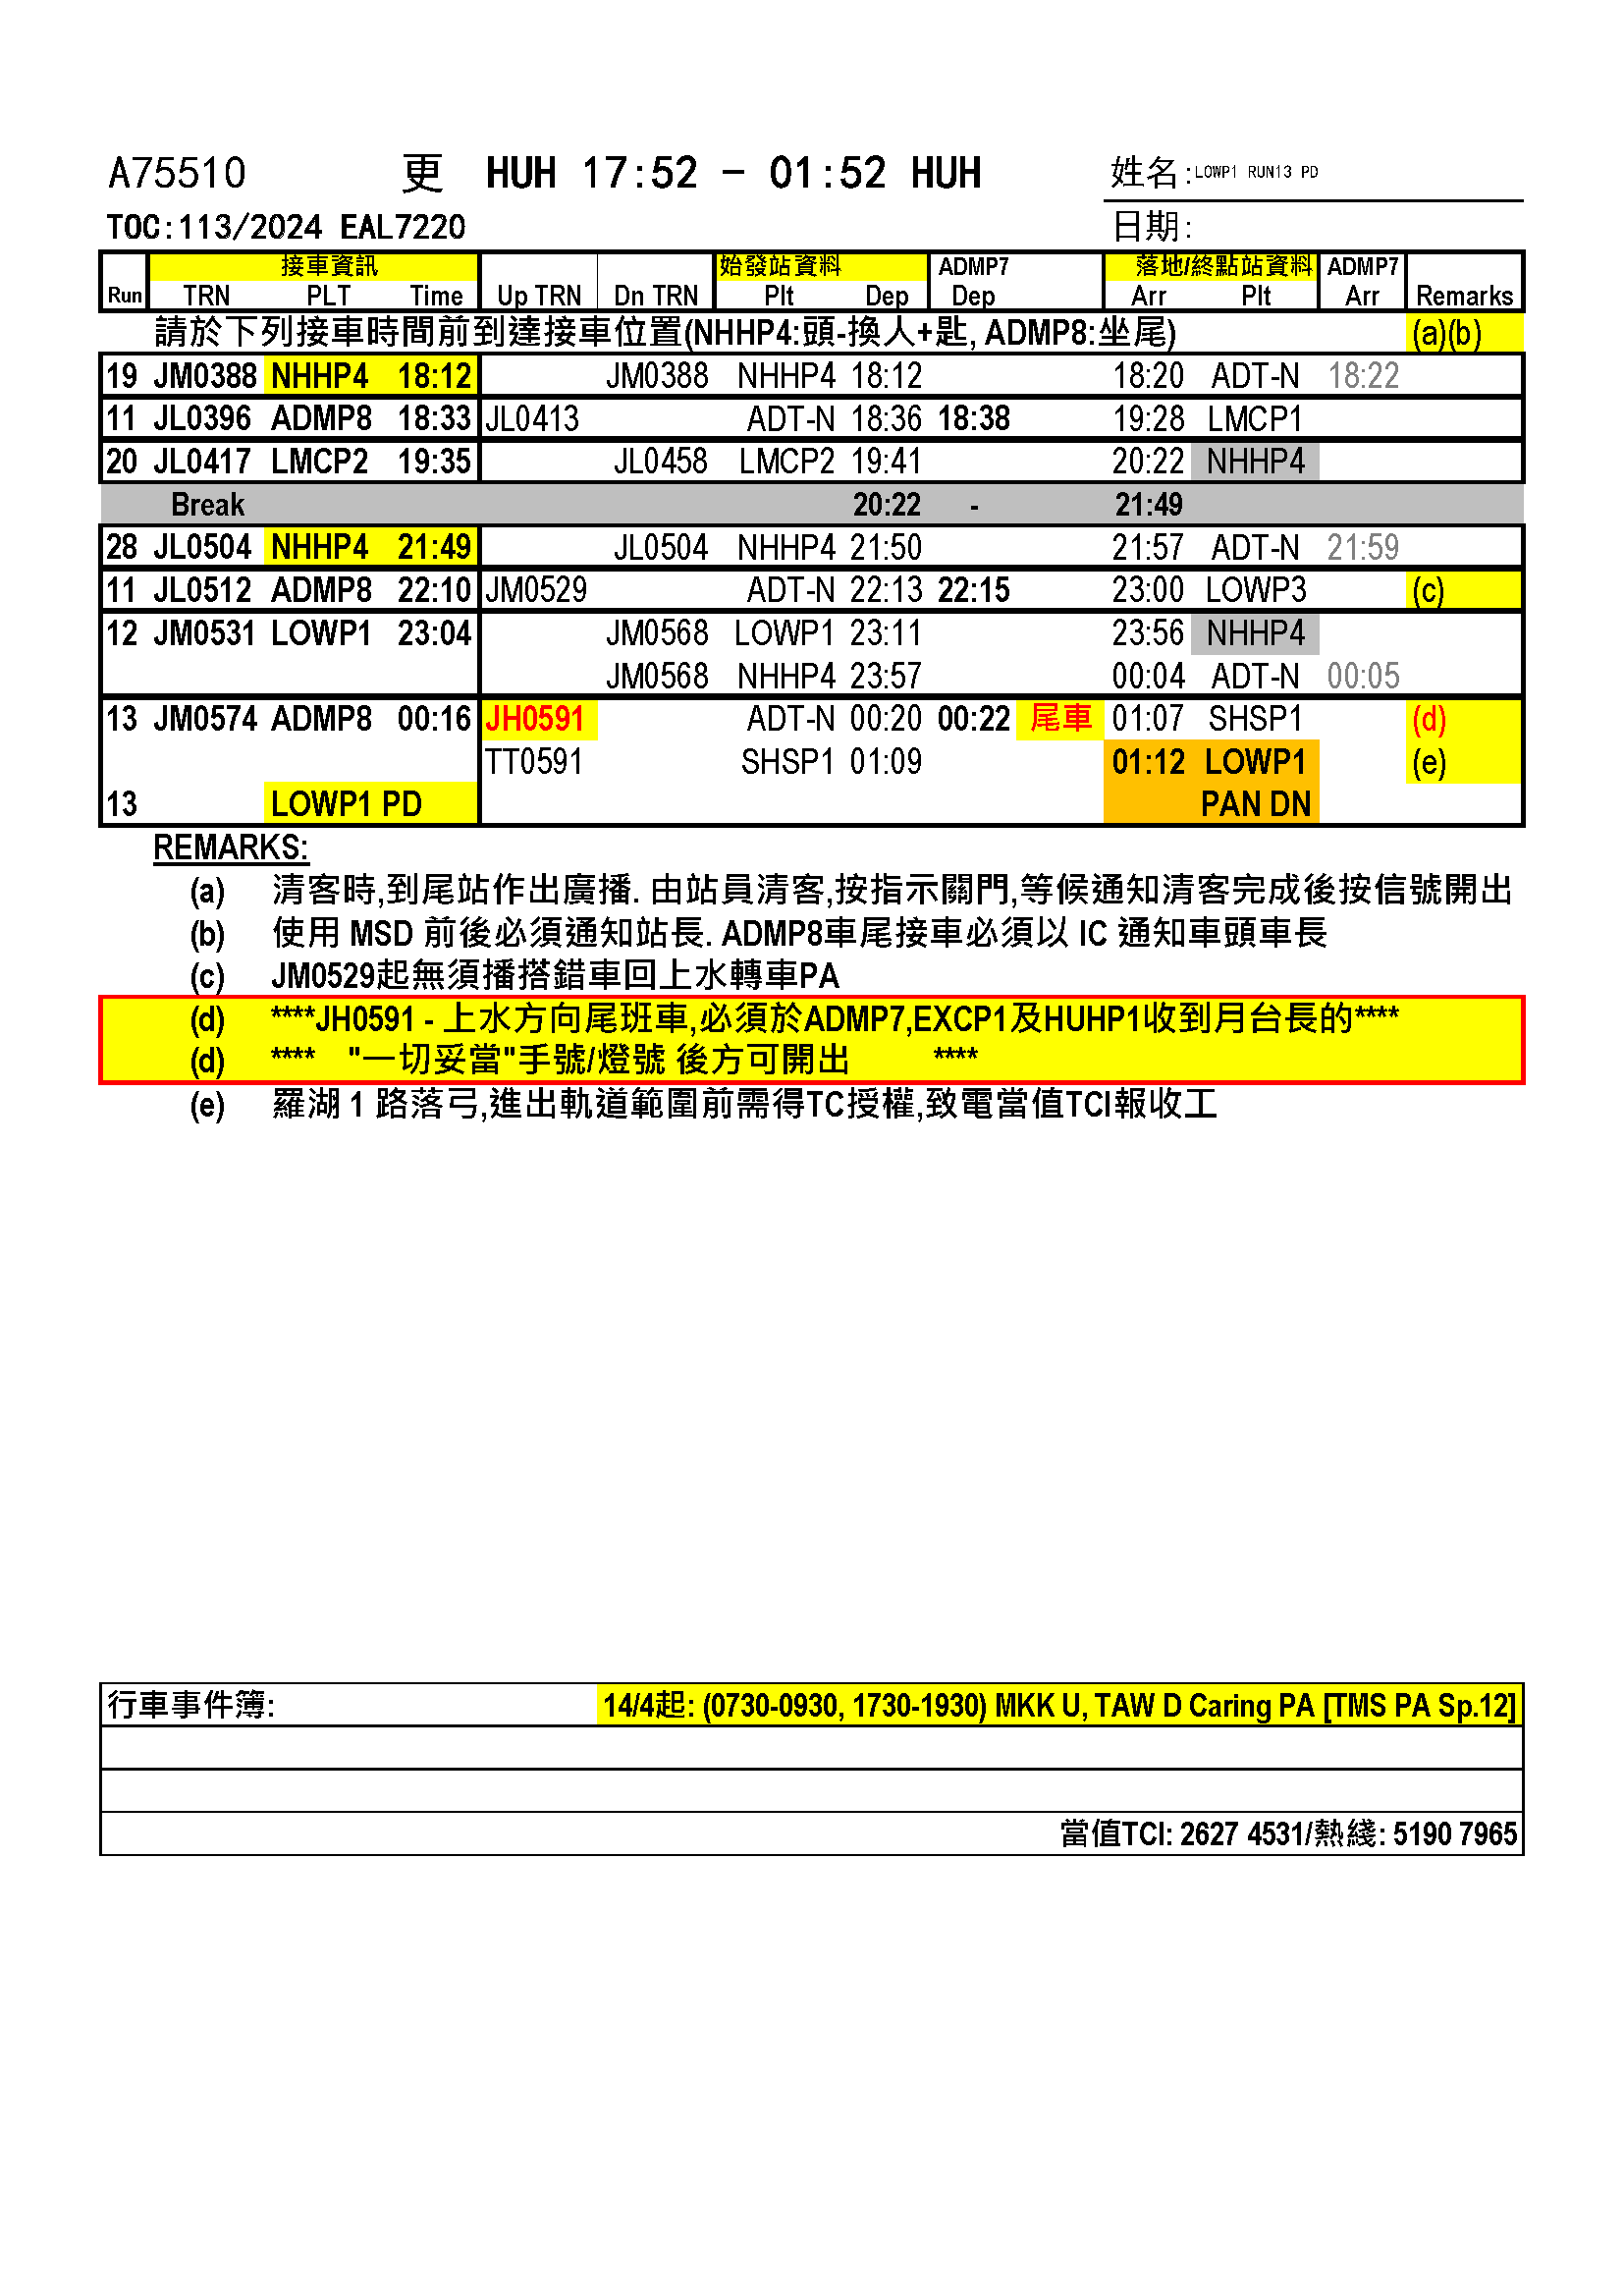 A75510 更 HUH 17:52 - 01:52 HUH 姓名:LOWP1 RUN13 PD
TOC:113/2024 EAL7220 日期:
接車資訊 始發站資料 ADMP7 落地/終點站資料 ADMP7
Run TRN PLT Time Up TRN Dn TRN Plt Dep Dep Arr Plt Arr Remarks
請於下列接車時間前到達接車位置(NHHP4:頭-換人+匙, ADMP8:坐尾) (a)(b)
19 JM0388 NHHP4 18:12 JM0388 NHHP4 18:12 18:20 ADT-N 18:22
11 JL0396 ADMP8 18:33 JL0413 ADT-N 18:36 18:38 19:28 LMCP1
20 JL0417 LMCP2 19:35 JL0458 LMCP2 19:41 20:22 NHHP4
Break 20:22 - 21:49
28 JL0504 NHHP4 21:49 JL0504 NHHP4 21:50 21:57 ADT-N 21:59
11 JL0512 ADMP8 22:10 JM0529 ADT-N 22:13 22:15 23:00 LOWP3 (c)
12 JM0531 LOWP1 23:04 JM0568 LOWP1 23:11 23:56 NHHP4
JM0568 NHHP4 23:57 00:04 ADT-N 00:05
13 JM0574 ADMP8 00:16 JH0591 ADT-N 00:20 00:22 尾車 01:07 SHSP1 (d)
TT0591 SHSP1 01:09 01:12 LOWP1 (e)
13 LOWP1 PD PAN DN
REMARKS:
(a) 清客時,到尾站作出廣播. 由站員清客,按指示關門,等候通知清客完成後按信號開出
(b) 使用 MSD 前後必須通知站長. ADMP8車尾接車必須以 IC 通知車頭車長
(c) JM0529起無須播搭錯車回上水轉車PA
(d) ****JH0591 - 上水方向尾班車,必須於ADMP7,EXCP1及HUHP1收到月台長的****
(d) **** "一切妥當"手號/燈號 後方可開出 ****
(e) 羅湖 1 路落弓,進出軌道範圍前需得TC授權,致電當值TCI報收工
行車事件簿: 14/4起: (0730-0930, 1730-1930) MKK U, TAW D Caring PA [TMS PA Sp.12]
當值TCI: 2627 4531/熱綫: 5190 7965